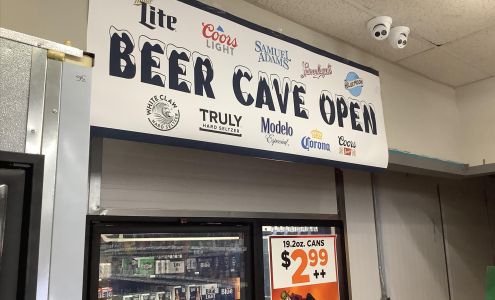 Lite
Coors
LIGHT
SAMUEL
ADAMS
Leinenkugel's
BLUE MOON
BEER CAVE OPEN
WHITE CLAW
HARD SELTZER
TRULY
HARD SELTZER
Modelo
Especial
Corona
Extra
Coors
19.2oz. CANS
$2.99
++